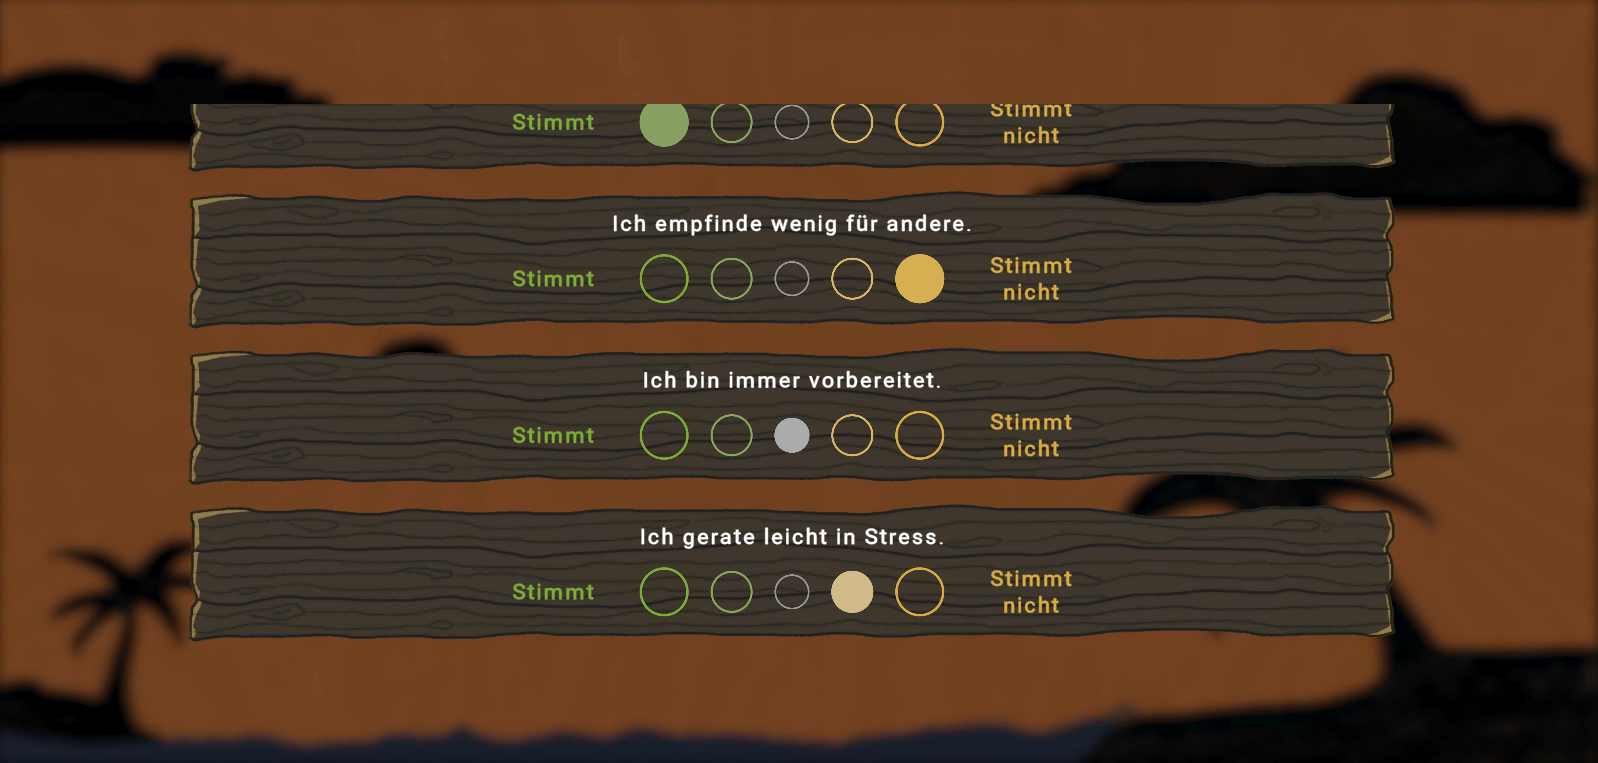 Stimmt
Stimmt
nicht
Ich empfinde wenig für andere.
Stimmt
Stimmt
nicht
Ich bin immer vorbereitet.
Stimmt
Stimmt
nicht
Ich gerate leicht in Stress.
Stimmt
Stimmt
nicht